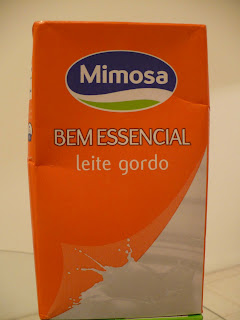 Mimosa
BEM ESSENCIAL
leite gordo